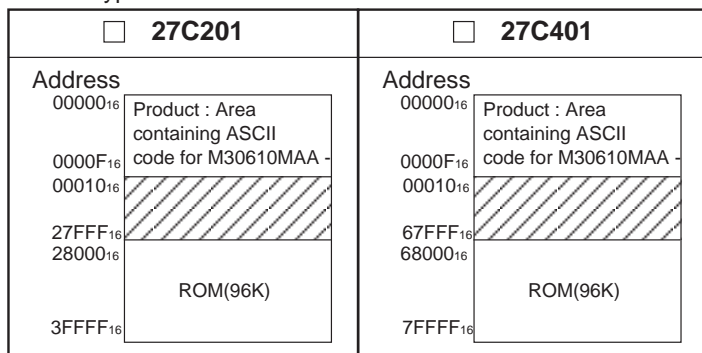 □ 27C201
Address
00000₁₆
Product : Area
containing ASCII
code for M30610MAA -
0000F₁₆
00010₁₆
27FFF₁₆
28000₁₆
ROM(96K)
3FFFF₁₆
□ 27C401
Address
00000₁₆
Product : Area
containing ASCII
code for M30610MAA -
0000F₁₆
00010₁₆
67FFF₁₆
68000₁₆
ROM(96K)
7FFFF₁₆